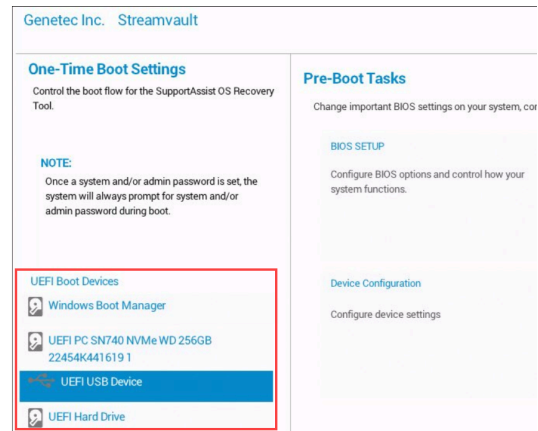 Genetec Inc. Streamvault
One-Time Boot Settings
Control the boot flow for the SupportAssist OS Recovery
Tool.
NOTE:
Once a system and/or admin password is set, the
system will always prompt for system and/or
admin password during boot.
UEFI Boot Devices
Windows Boot Manager
UEFI PC SN740 NVMe WD 256GB
22454K441619 1
UEFI USB Device
UEFI Hard Drive
Pre-Boot Tasks
Change important BIOS settings on your system, con
BIOS SETUP
Configure BIOS options and control how your
system functions.
Device Configuration
Configure device settings